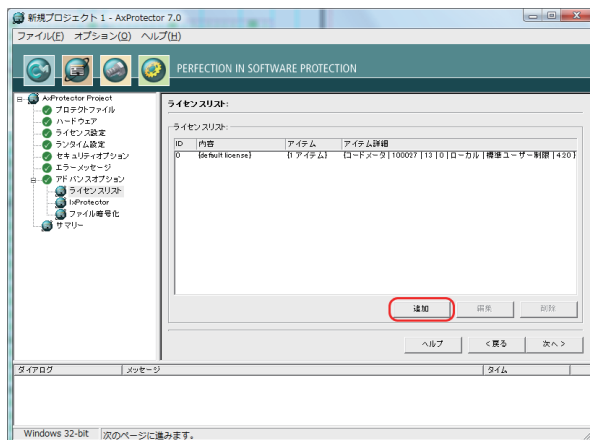 新規プロジェクト 1 - AxProtector 7.0
ファイル(F) オプション(O) ヘルプ(H)
PERFECTION IN SOFTWARE PROTECTION
AxProtector Project
プロテクトファイル
ハードウェア
ライセンス設定
ランタイム設定
セキュリティオプション
エラーメッセージ
アドバンスオプション
ライセンスリスト
IxProtector
ファイル暗号化
サマリー
ライセンスリスト:
ライセンスリスト:
ID 内容 アイテム アイテム詳細
0 {default license} {1 アイテム} {コードメータ | 100027 | 13 | 0 | ローカル | 標準ユーザー制限 | 420 }
追加 編集 削除
ヘルプ <戻る 次へ>
ダイアログ メッセージ タイム
Windows 32-bit 次のページに進みます。